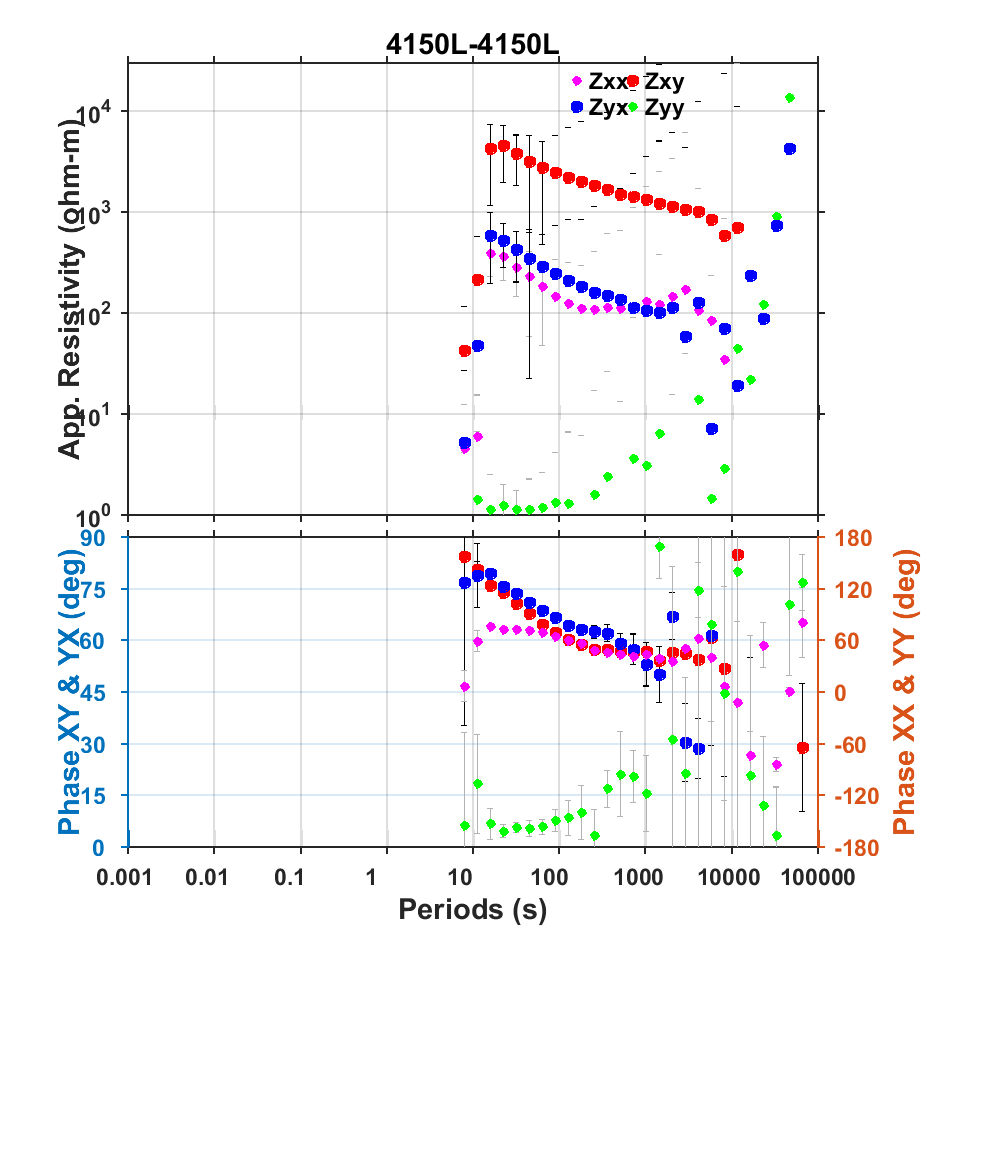 4150L-4150L
Zxx Zxy
Zyx Zyy
App. Resistivity (ohm-m)
10^4
10^3
10^2
10^1
10^0
Phase XY & YX (deg)
90
75
60
45
30
15
0
180
120
60
0
-60
-120
-180
Phase XX & YY (deg)
0.001 0.01 0.1 1 10 100 1000 10000 100000
Periods (s)